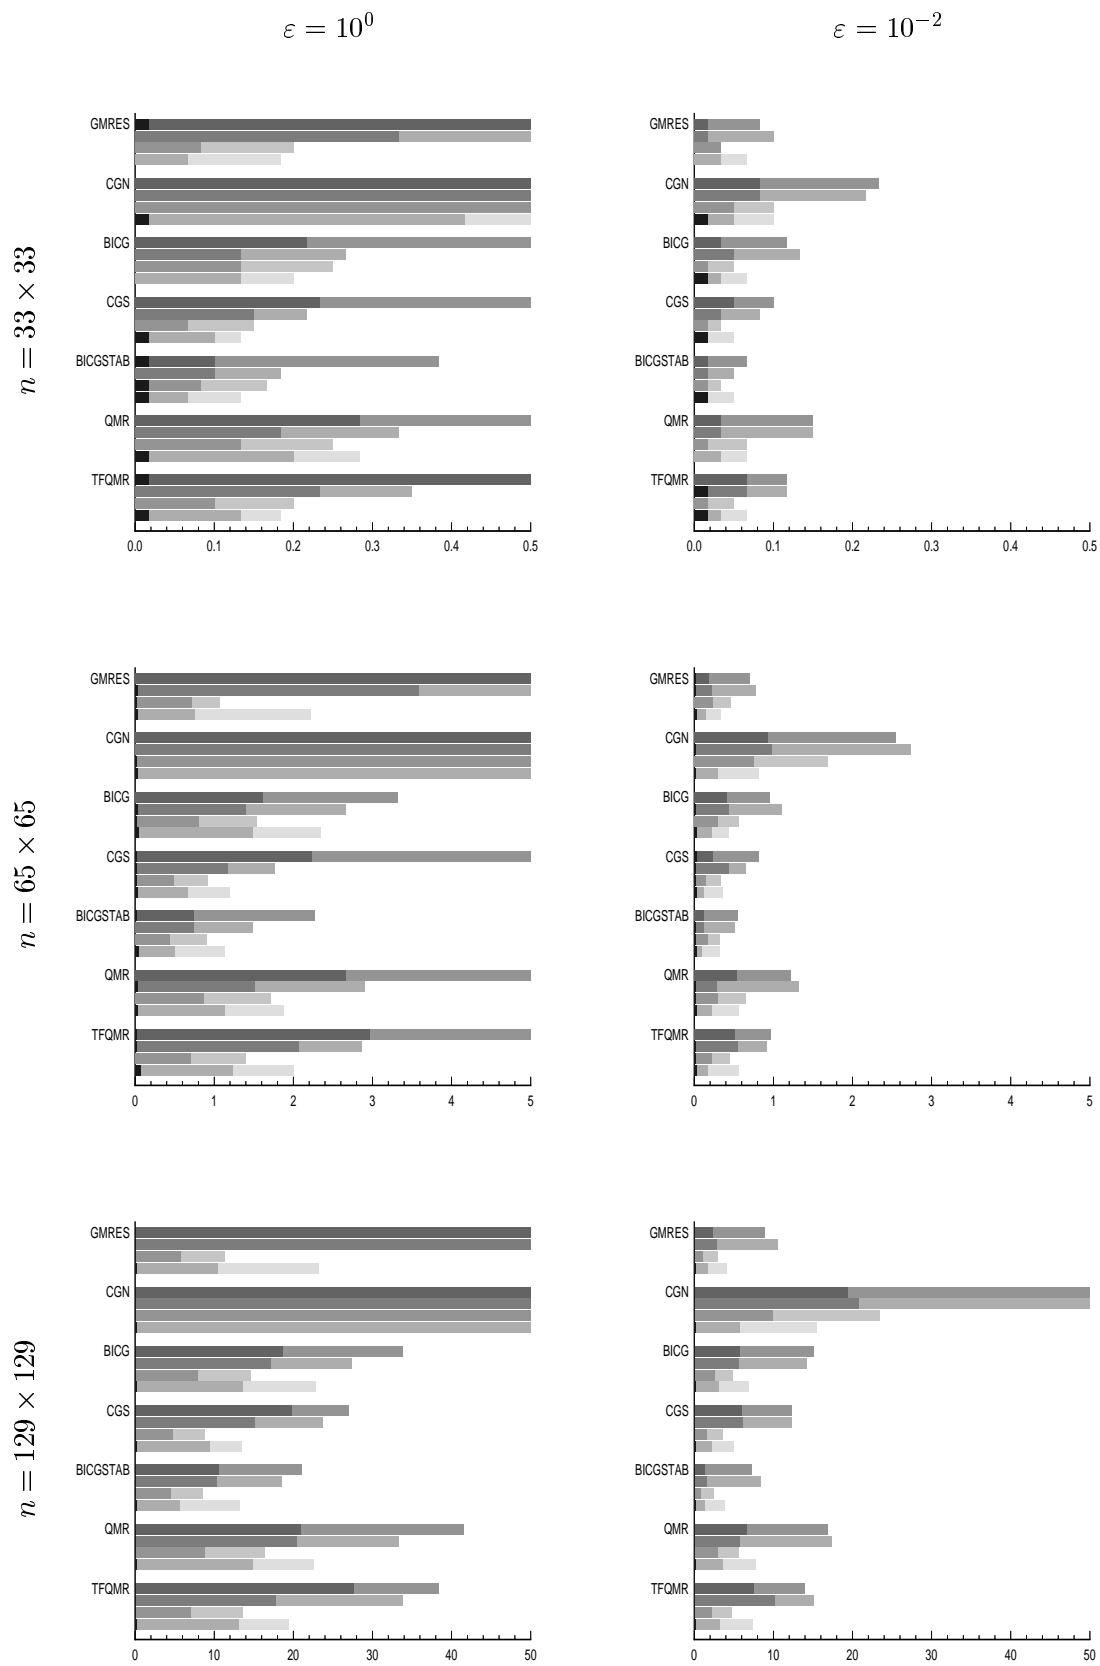 ε = 10⁰
ε = 10⁻²
n = 33 × 33
GMRES
CGN
BICG
CGS
BICGSTAB
QMR
TFQMR
0.0 0.1 0.2 0.3 0.4 0.5
GMRES
CGN
BICG
CGS
BICGSTAB
QMR
TFQMR
0.0 0.1 0.2 0.3 0.4 0.5
n = 65 × 65
GMRES
CGN
BICG
CGS
BICGSTAB
QMR
TFQMR
0 1 2 3 4 5
GMRES
CGN
BICG
CGS
BICGSTAB
QMR
TFQMR
0 1 2 3 4 5
n = 129 × 129
GMRES
CGN
BICG
CGS
BICGSTAB
QMR
TFQMR
0 10 20 30 40 50
GMRES
CGN
BICG
CGS
BICGSTAB
QMR
TFQMR
0 10 20 30 40 50